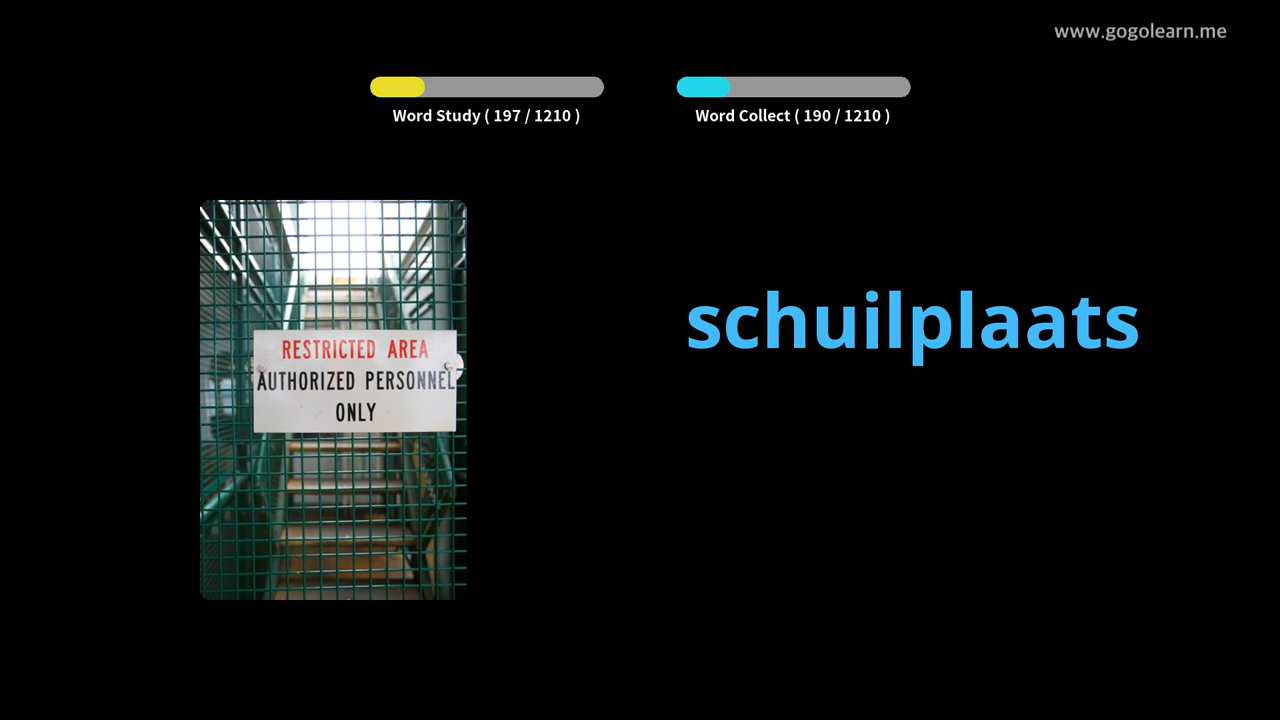 www.gogolearn.me
Word Study ( 197 / 1210 )
Word Collect ( 190 / 1210 )
RESTRICTED AREA
AUTHORIZED PERSONNEL
ONLY
schuilplaats